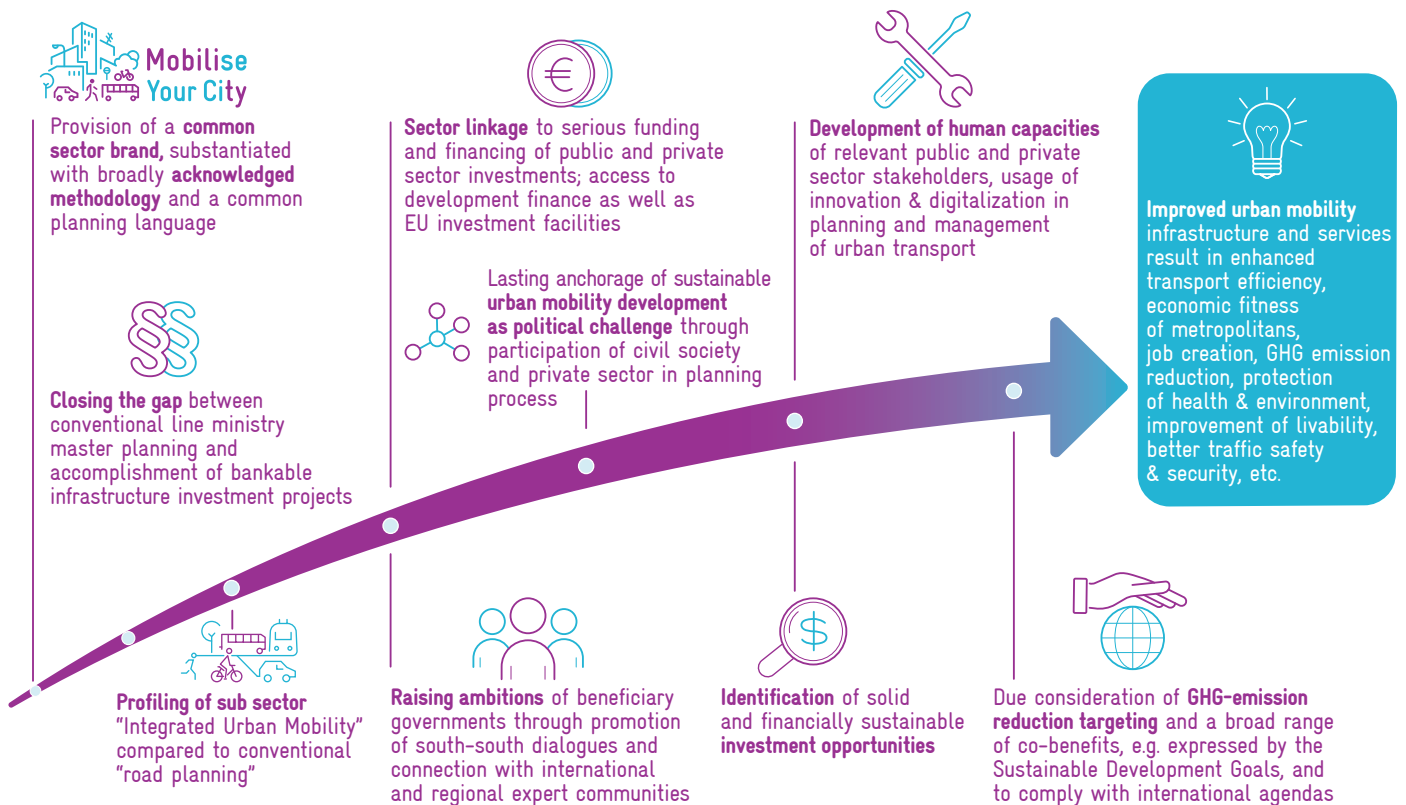 Mobilise
Your City
Provision of a common
sector brand, substantiated
with broadly acknowledged
methodology and a common
planning language
Closing the gap between
conventional line ministry
master planning and
accomplishment of bankable
infrastructure investment projects
Profiling of sub sector
"Integrated Urban Mobility"
compared to conventional
"road planning"
€
Sector linkage to serious funding
and financing of public and private
sector investments; access to
development finance as well as
EU investment facilities
Raising ambitions of beneficiary
governments through promotion
of south-south dialogues and
connection with international
and regional expert communities
Lasting anchorage of sustainable
urban mobility development
as political challenge through
participation of civil society
and private sector in planning
process
Development of human capacities
of relevant public and private
sector stakeholders, usage of
innovation & digitalization in
planning and management
of urban transport
$
Identification of solid
and financially sustainable
investment opportunities
Due consideration of GHG-emission
reduction targeting and a broad range
of co-benefits, e.g. expressed by the
Sustainable Development Goals, and
to comply with international agendas
Improved urban mobility
infrastructure and services
result in enhanced
transport efficiency,
economic fitness
of metropolitans,
job creation, GHG emission
reduction, protection
of health & environment,
improvement of livability,
better traffic safety
& security, etc.